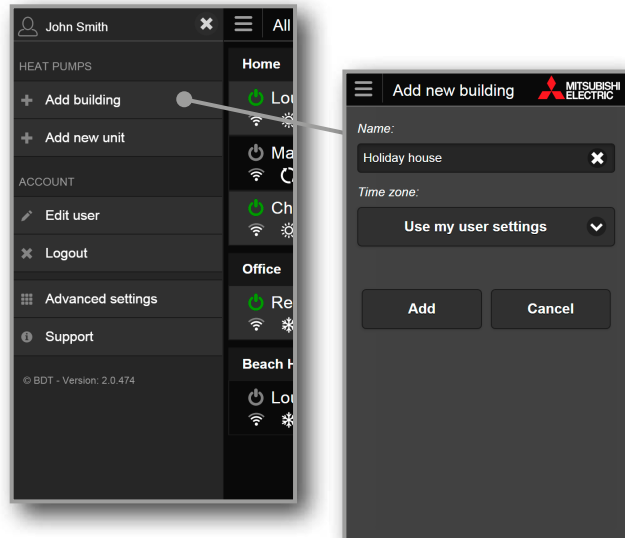 John Smith
HEAT PUMPS
Add building
Add new unit
ACCOUNT
Edit user
Logout
Advanced settings
Support
© BDT - Version: 2.0.474
All
Home
Office
Beach
Add new building
MITSUBISHI
ELECTRIC
Name:
Holiday house
Time zone:
Use my user settings
Add Cancel